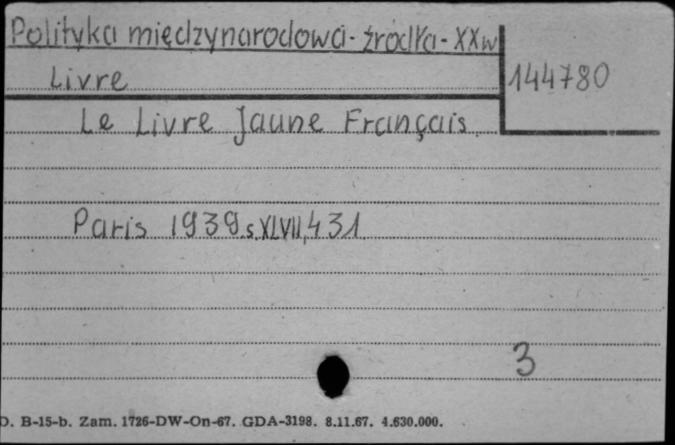 Polityka międzynarodowa - źródła - XX w
Livre
144780
Le Livre Jaune Français
Paris 1939 s. XLVII, 431
3
D. B-15-b. Zam. 1726-DW-On-67. GDA-3198. 8.11.67. 4.630.000.